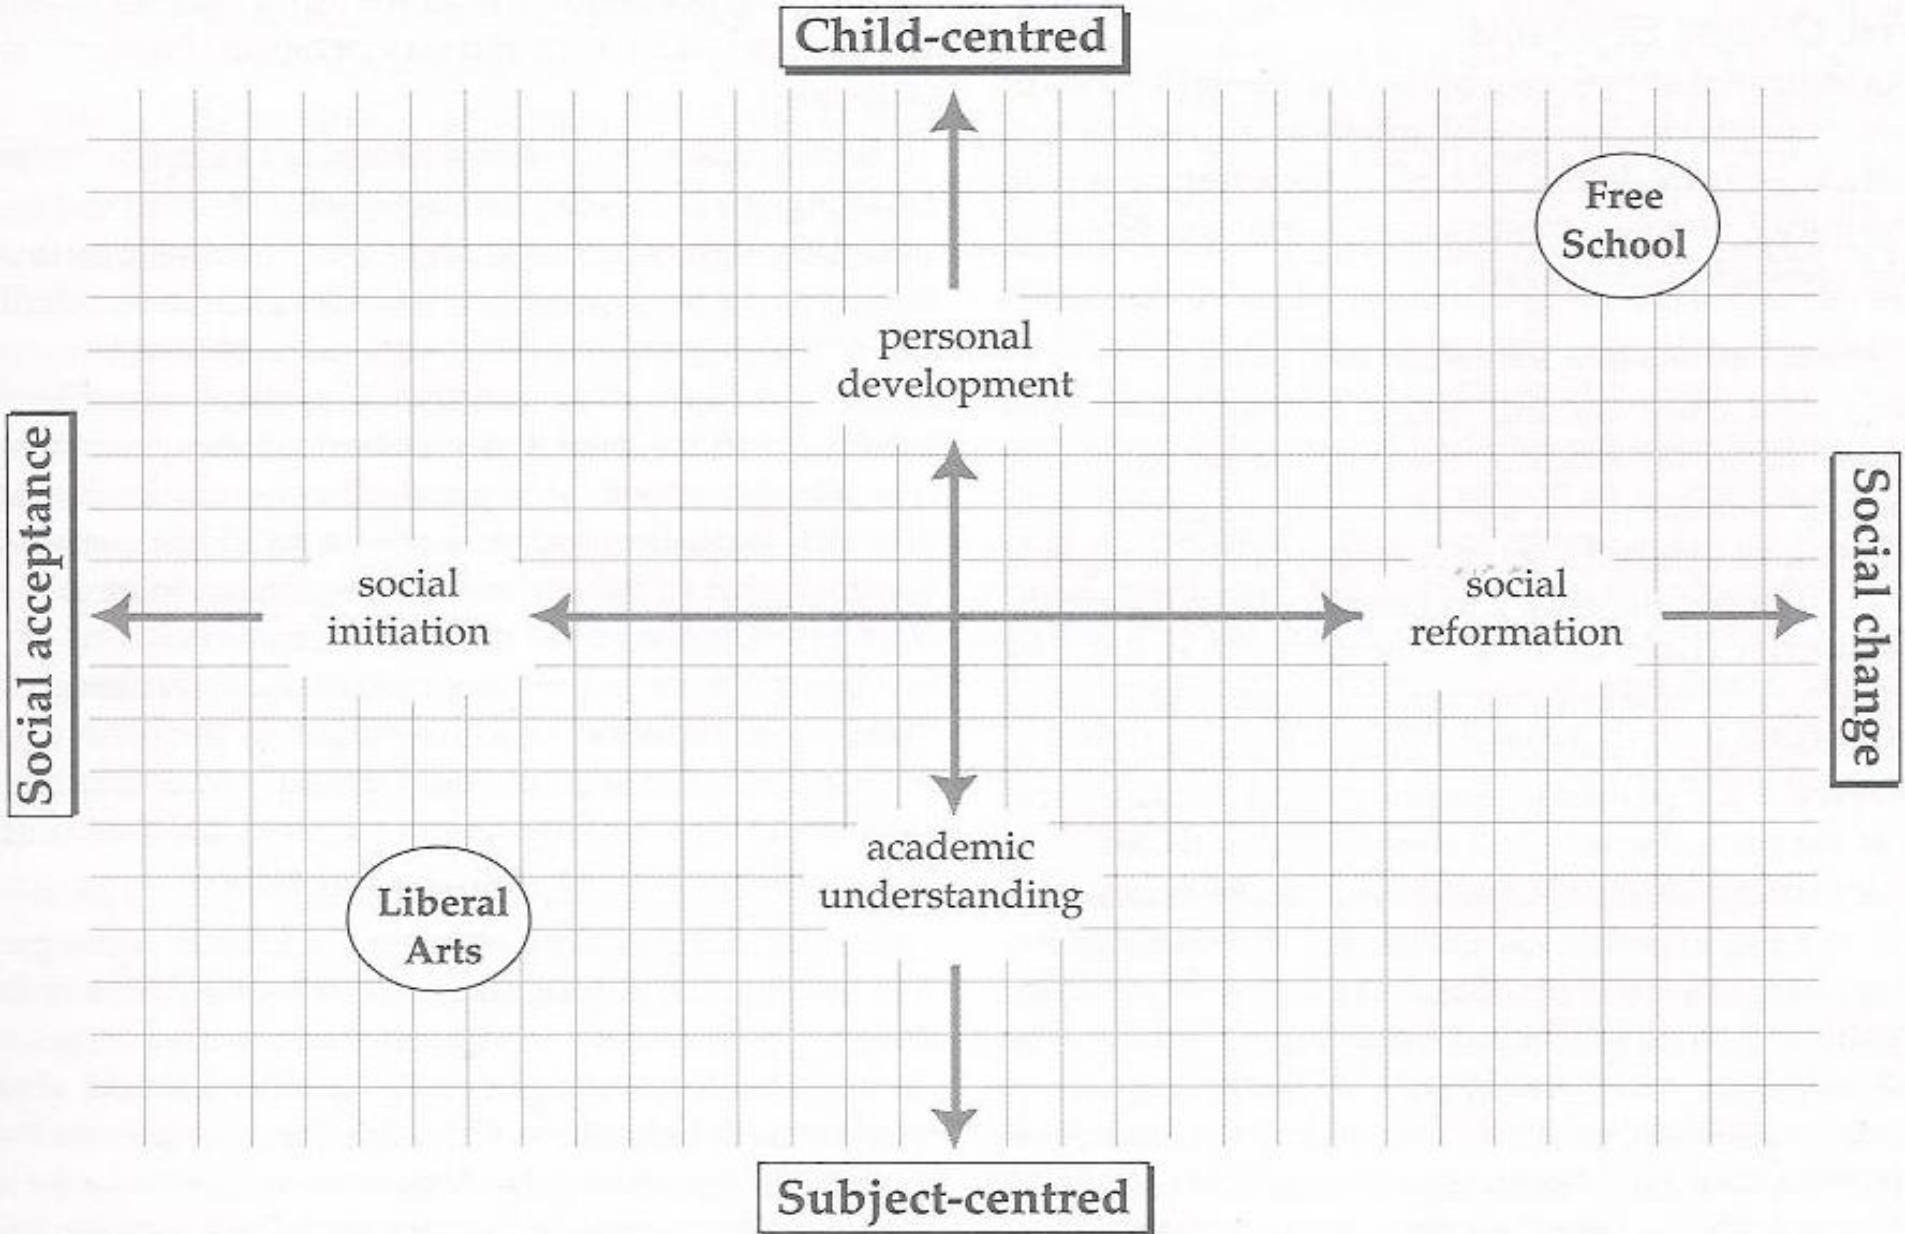 Child-centred
Free
School
personal
development
Social acceptance
social
initiation
social
reformation
Social change
academic
understanding
Liberal
Arts
Subject-centred